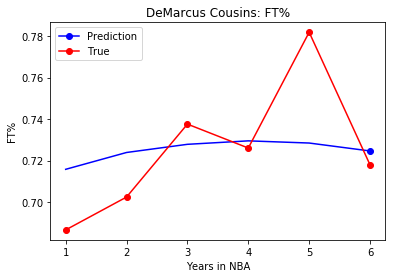 DeMarcus Cousins: FT%
Prediction
True
0.78
0.76
0.74
0.72
0.70
FT%
1 2 3 4 5 6
Years in NBA